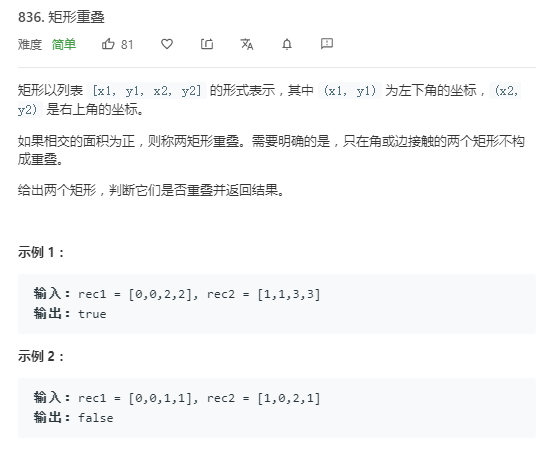 836. 矩形重叠
难度 简单 81
矩形以列表 [x1, y1, x2, y2] 的形式表示，其中 (x1, y1) 为左下角的坐标，(x2,
y2) 是右上角的坐标。
如果相交的面积为正，则称两矩形重叠。需要明确的是，只在角或边接触的两个矩形不构
成重叠。
给出两个矩形，判断它们是否重叠并返回结果。
示例 1：
输入：rec1 = [0,0,2,2], rec2 = [1,1,3,3]
输出：true
示例 2：
输入：rec1 = [0,0,1,1], rec2 = [1,0,2,1]
输出：false